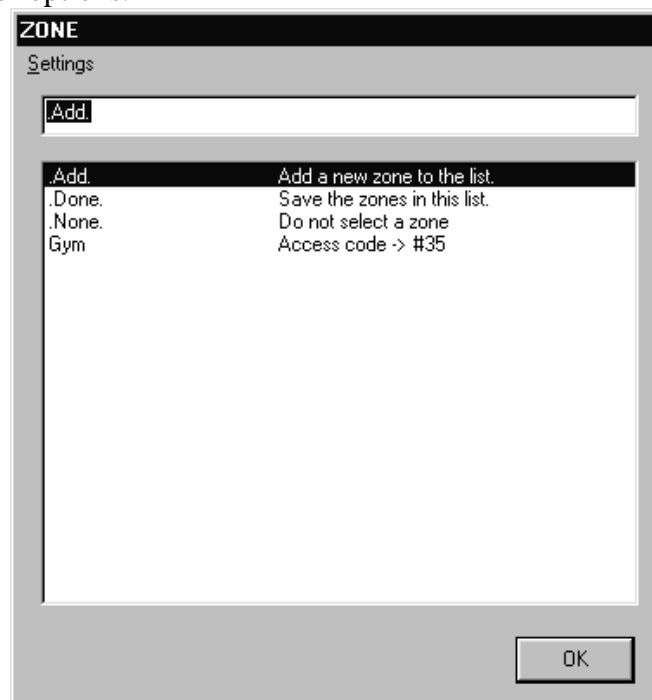 options.
ZONE
Settings
.Add.
.Add. Add a new zone to the list.
.Done. Save the zones in this list.
.None. Do not select a zone
Gym Access code -> #35
OK